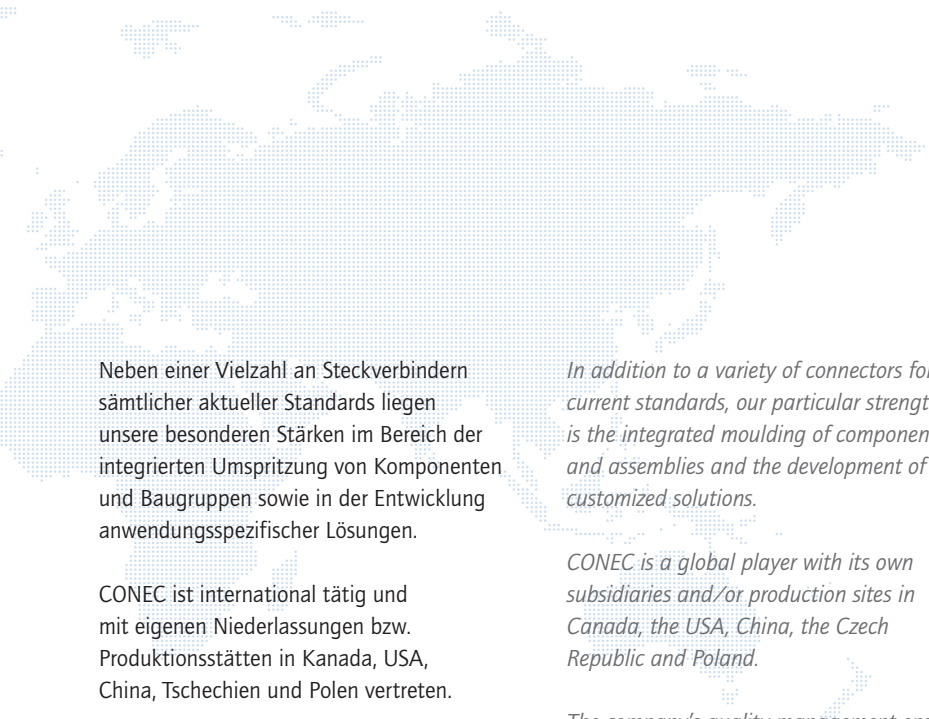 Neben einer Vielzahl an Steckverbindern
sämtlicher aktueller Standards liegen
unsere besonderen Stärken im Bereich der
integrierten Umspritzung von Komponenten
und Baugruppen sowie in der Entwicklung
anwendungsspezifischer Lösungen.
CONEC ist international tätig und
mit eigenen Niederlassungen bzw.
Produktionsstätten in Kanada, USA,
China, Tschechien und Polen vertreten.
In addition to a variety of connectors for
current standards, our particular strengt
is the integrated moulding of componen
and assemblies and the development of
customized solutions.
CONEC is a global player with its own
subsidiaries and/or production sites in
Canada, the USA, China, the Czech
Republic and Poland.
The company's quality management